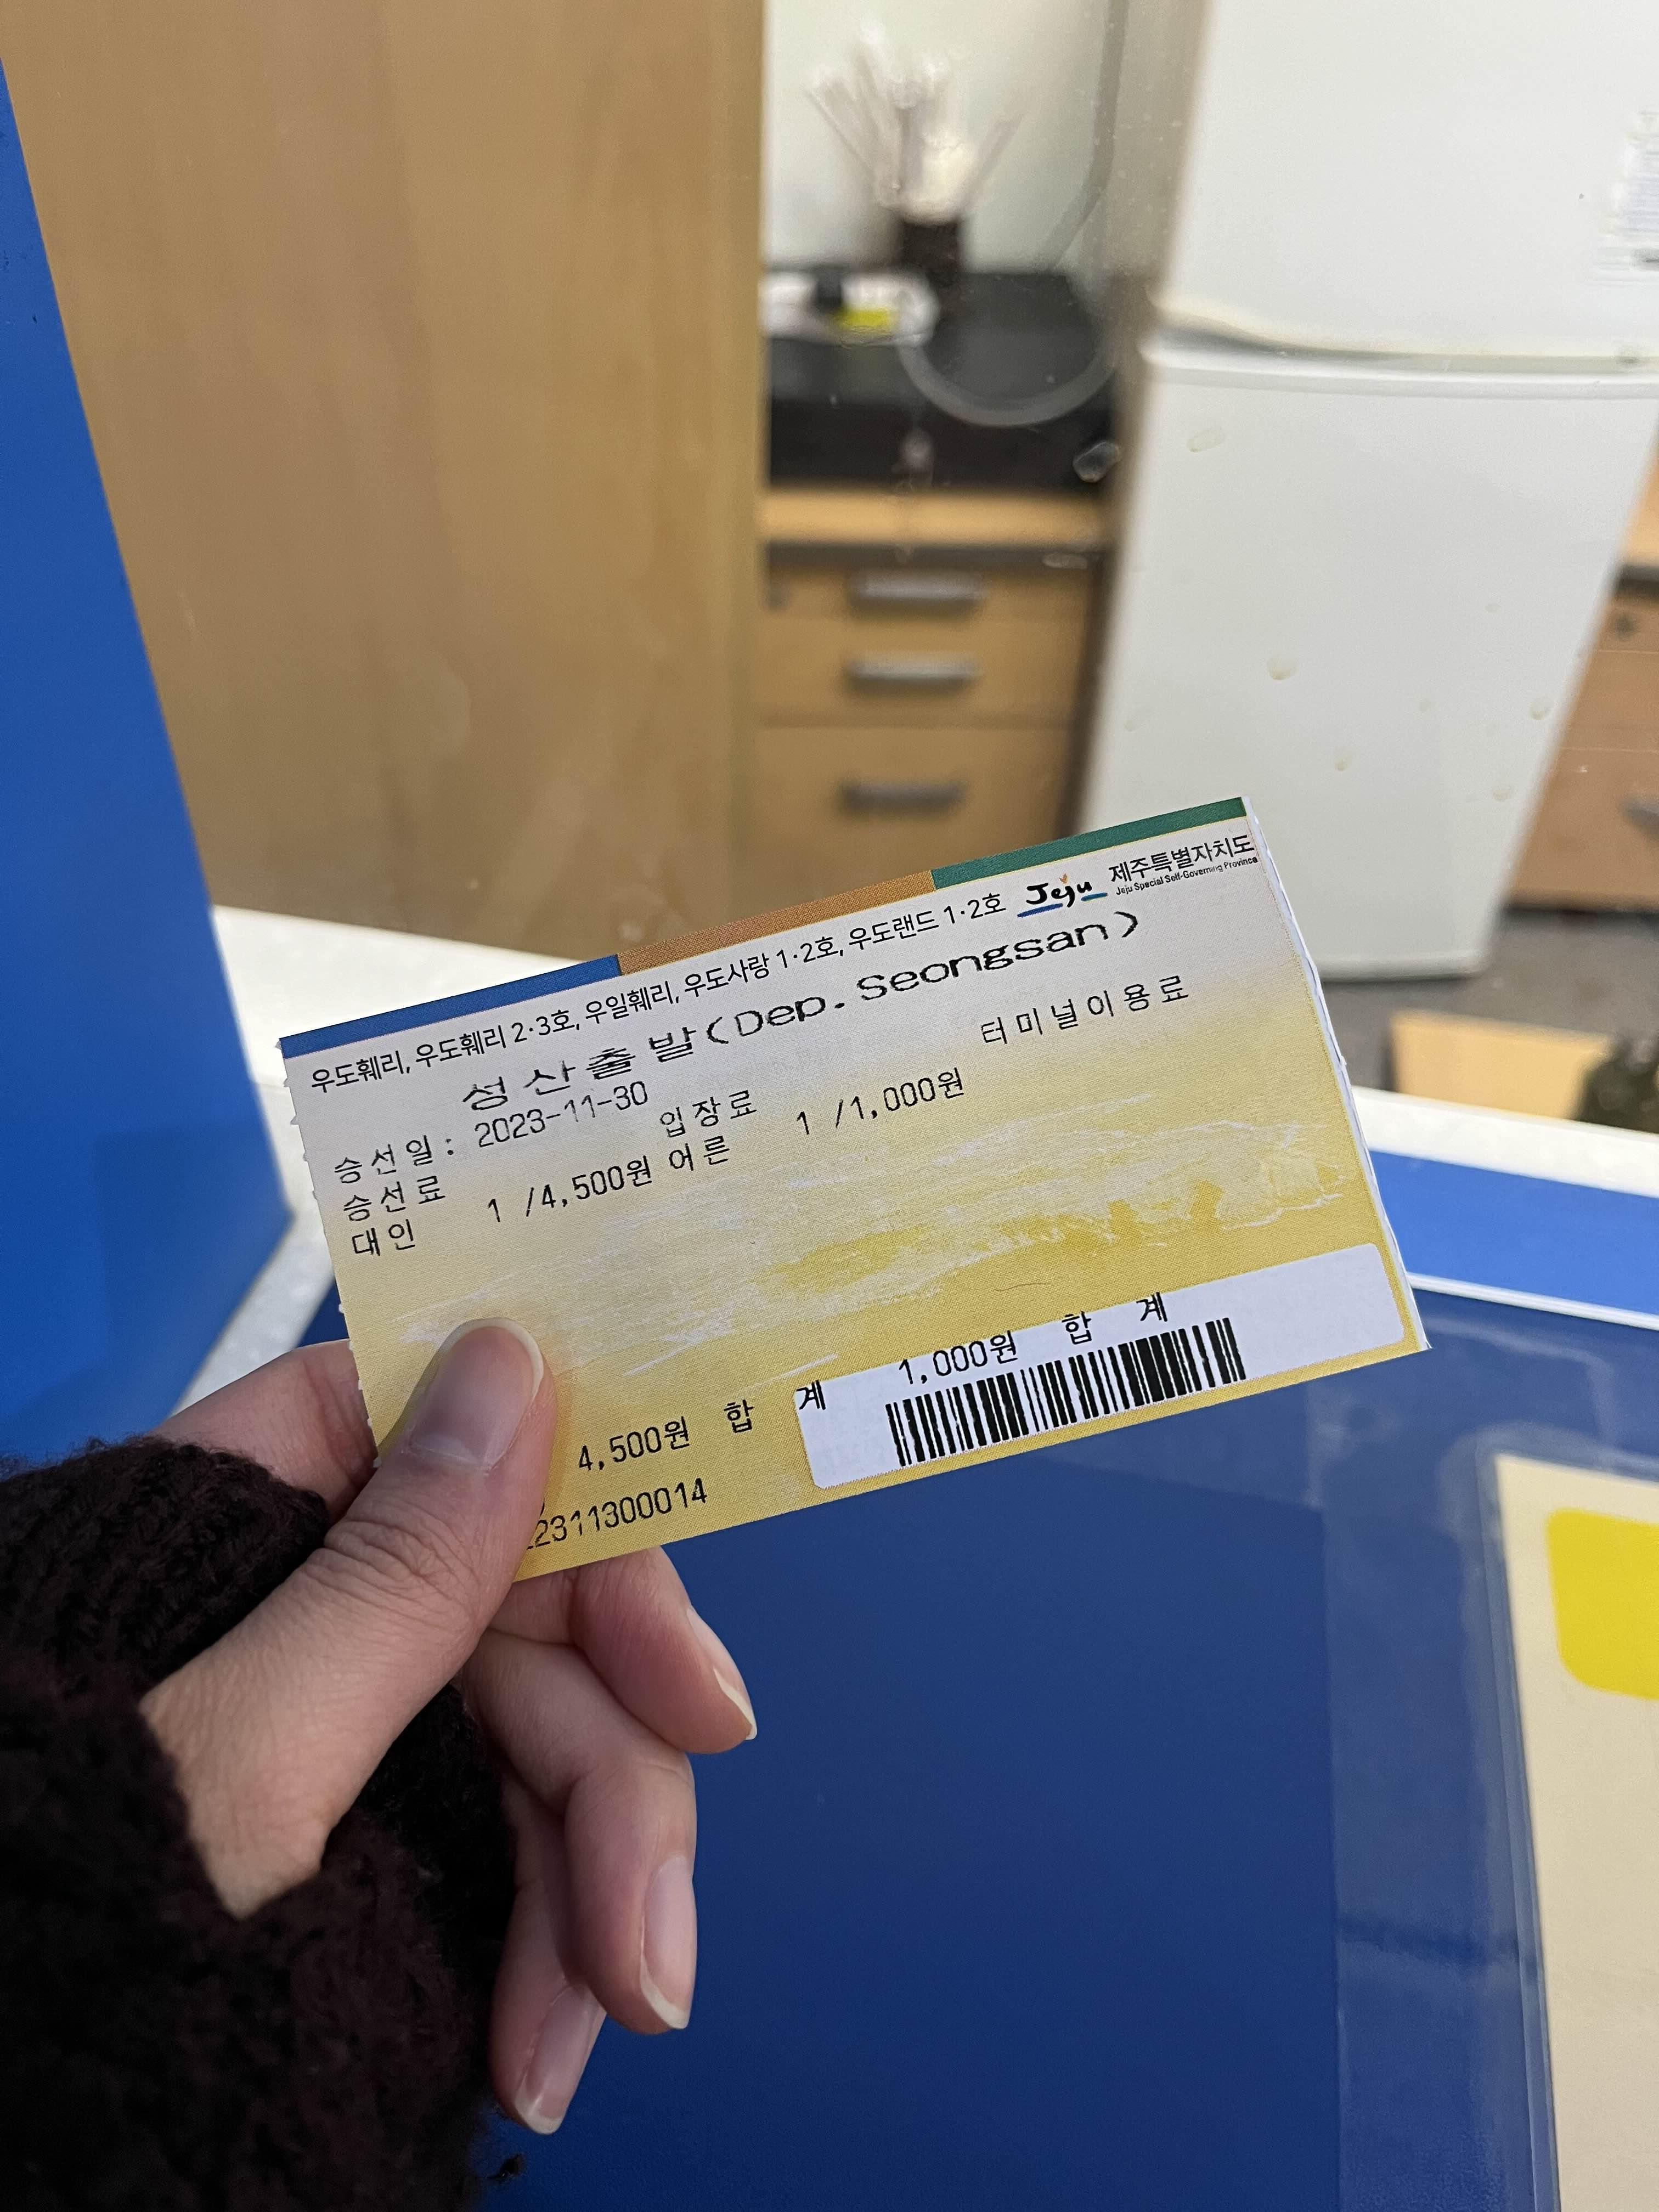 우도훼리, 우도훼리 2·3호, 우일훼리, 우도사랑 1·2호, 우도랜드 1·2호
Jeju 제주특별자치도
Jeju Special Self-Governing Province
성산출발(Dep.Seongsan)
승선일: 2023-11-30
승선료 입장료 터미널이용료
대인 1 /4,500원 어른 1 /1,000원
4,500원 합 계 1,000원 합 계
2311300014